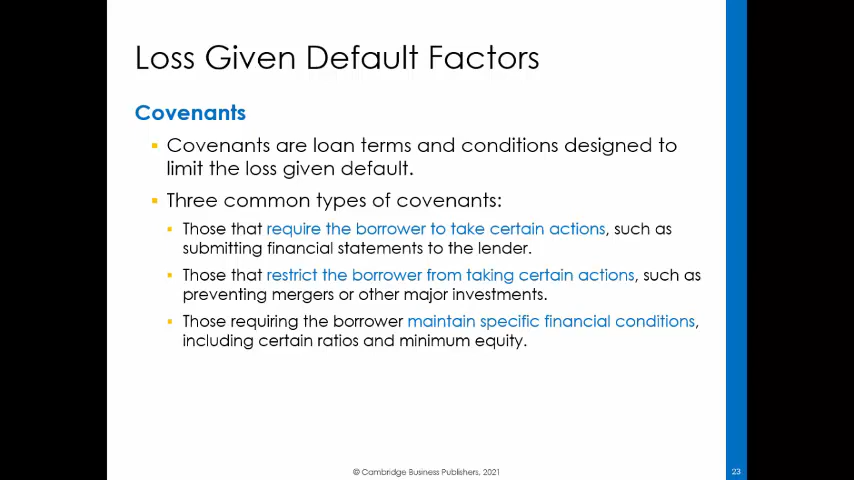 Loss Given Default Factors
Covenants
Covenants are loan terms and conditions designed to
limit the loss given default.
Three common types of covenants:
Those that require the borrower to take certain actions, such as
submitting financial statements to the lender.
Those that restrict the borrower from taking certain actions, such as
preventing mergers or other major investments.
Those requiring the borrower maintain specific financial conditions,
including certain ratios and minimum equity.
© Cambridge Business Publishers, 2021
23